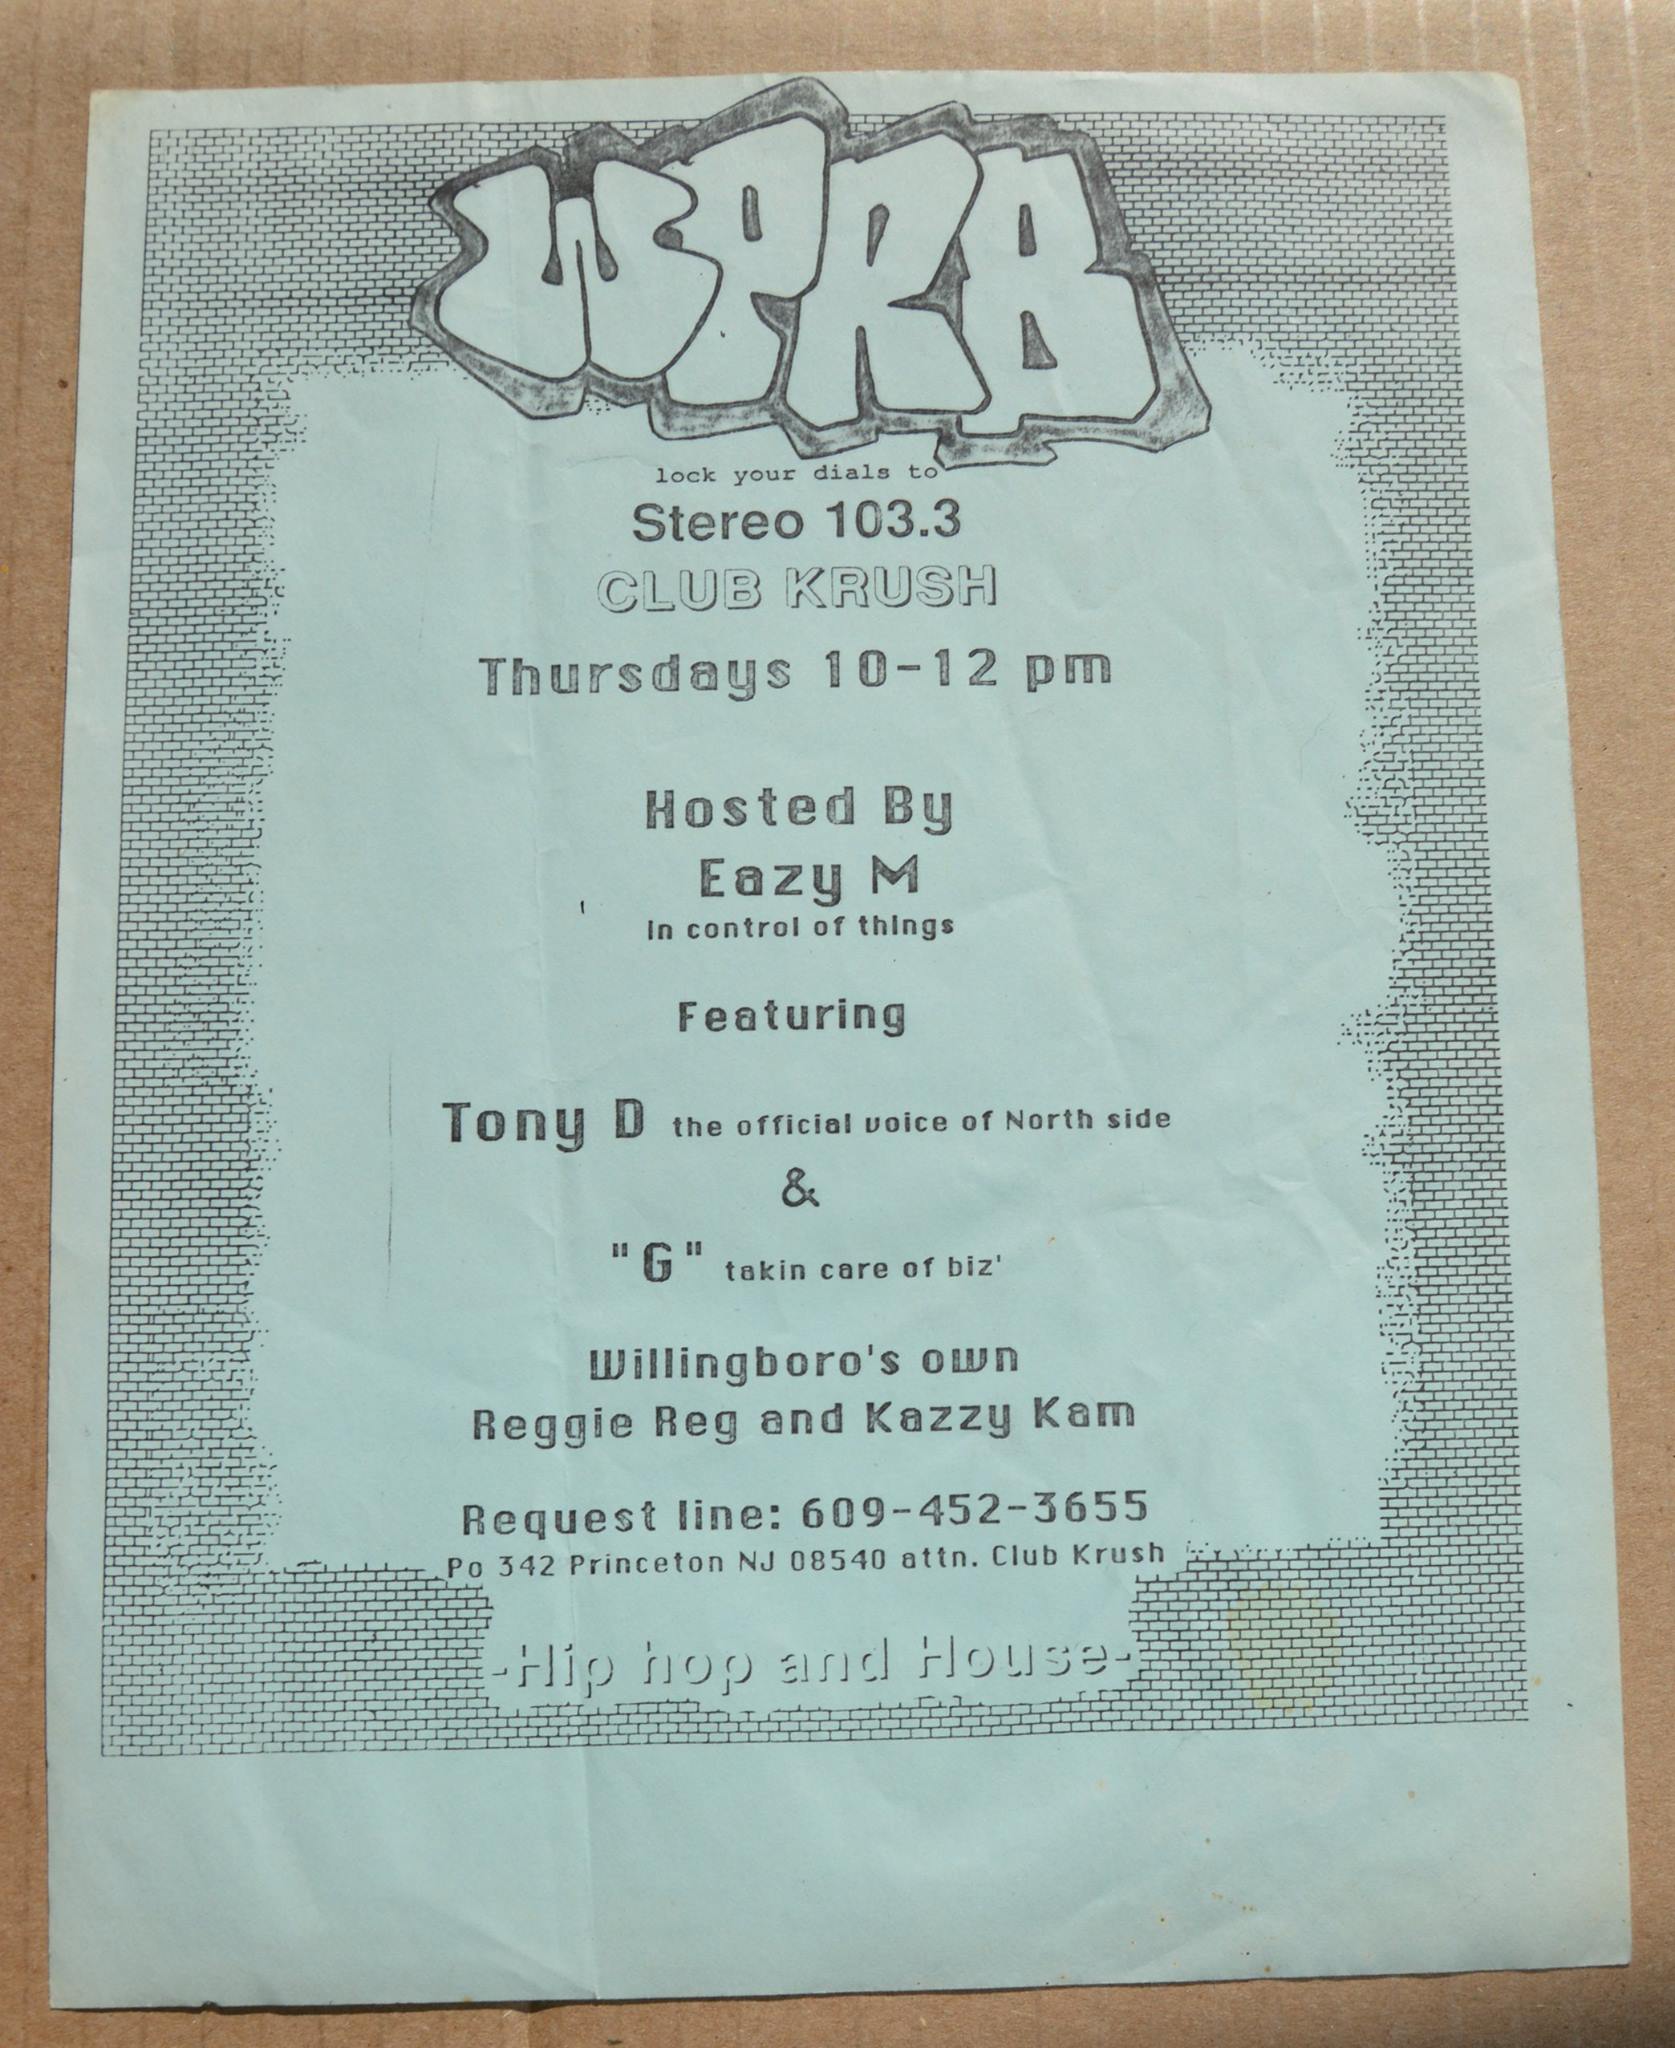 WPRB
lock your dials to
Stereo 103.3
CLUB KRUSH
Thursdays 10-12 pm
Hosted By
Eazy M
in control of things
Featuring
Tony D the official voice of North side
&
"G" takin care of biz'
Willingboro's own
Reggie Reg and Kazzy Kam
Request line: 609-452-3655
Po 342 Princeton NJ 08540 attn. Club Krush
-Hip hop and House-